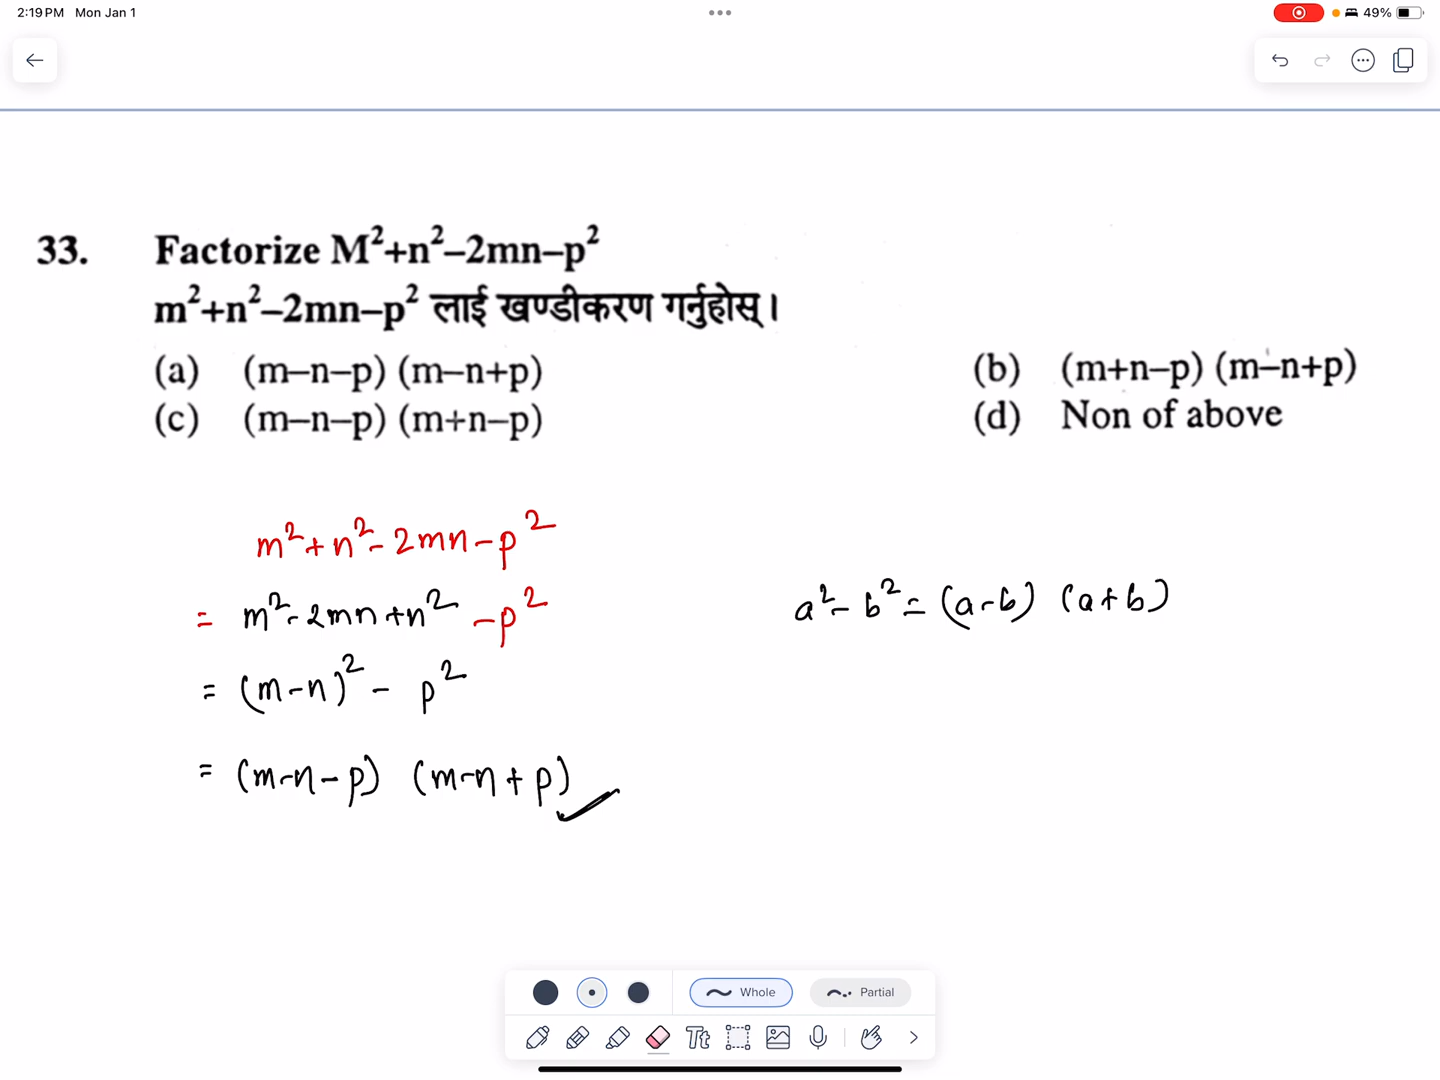 2:19 PM Mon Jan 1
49%
33. Factorize M²+n²–2mn–p²
m²+n²–2mn–p² लाई खण्डीकरण गर्नुहोस् ।
(a) (m–n–p) (m–n+p) (b) (m+n–p) (m–n+p)
(c) (m–n–p) (m+n–p) (d) Non of above
m²+n²-2mn-p²
= m²-2mn+n²-p² a²-b²=(a-b) (a+b)
= (m-n)²- p²
= (m-n-p) (m-n+p)
Whole Partial
Tt